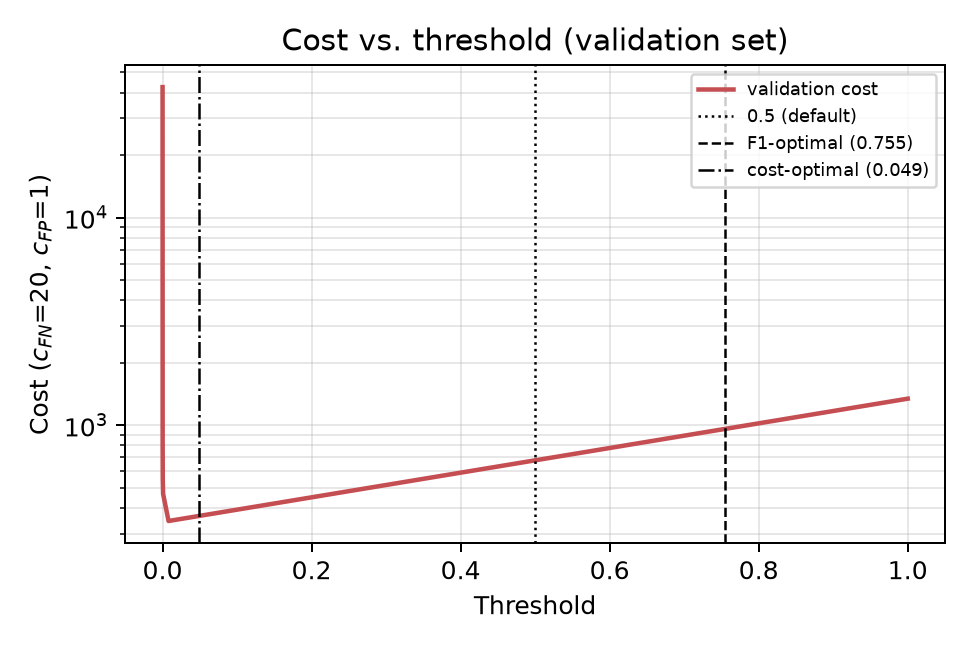 Cost vs. threshold (validation set)
validation cost
0.5 (default)
F1-optimal (0.755)
cost-optimal (0.049)
Cost (c_FN=20, c_FP=1)
10^4
10^3
0.0 0.2 0.4 0.6 0.8 1.0
Threshold